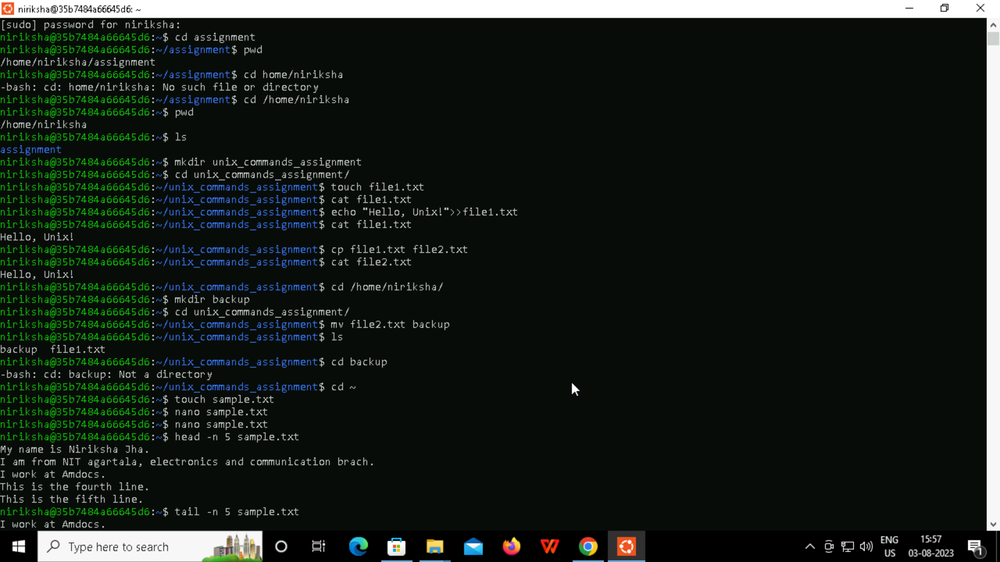 niriksha@35b7484a66645d6: ~
[sudo] password for niriksha:
niriksha@35b7484a66645d6:~$ cd assignment
niriksha@35b7484a66645d6:~/assignment$ pwd
/home/niriksha/assignment
niriksha@35b7484a66645d6:~/assignment$ cd home/niriksha
-bash: cd: home/niriksha: No such file or directory
niriksha@35b7484a66645d6:~/assignment$ cd /home/niriksha
niriksha@35b7484a66645d6:~$ pwd
/home/niriksha
niriksha@35b7484a66645d6:~$ ls
assignment
niriksha@35b7484a66645d6:~$ mkdir unix_commands_assignment
niriksha@35b7484a66645d6:~$ cd unix_commands_assignment/
niriksha@35b7484a66645d6:~/unix_commands_assignment$ touch file1.txt
niriksha@35b7484a66645d6:~/unix_commands_assignment$ cat file1.txt
niriksha@35b7484a66645d6:~/unix_commands_assignment$ echo "Hello, Unix!">>file1.txt
niriksha@35b7484a66645d6:~/unix_commands_assignment$ cat file1.txt
Hello, Unix!
niriksha@35b7484a66645d6:~/unix_commands_assignment$ cp file1.txt file2.txt
niriksha@35b7484a66645d6:~/unix_commands_assignment$ cat file2.txt
Hello, Unix!
niriksha@35b7484a66645d6:~/unix_commands_assignment$ cd /home/niriksha/
niriksha@35b7484a66645d6:~$ mkdir backup
niriksha@35b7484a66645d6:~$ cd unix_commands_assignment/
niriksha@35b7484a66645d6:~/unix_commands_assignment$ mv file2.txt backup
niriksha@35b7484a66645d6:~/unix_commands_assignment$ ls
backup  file1.txt
niriksha@35b7484a66645d6:~/unix_commands_assignment$ cd backup
-bash: cd: backup: Not a directory
niriksha@35b7484a66645d6:~/unix_commands_assignment$ cd ~
niriksha@35b7484a66645d6:~$ touch sample.txt
niriksha@35b7484a66645d6:~$ nano sample.txt
niriksha@35b7484a66645d6:~$ nano sample.txt
niriksha@35b7484a66645d6:~$ head -n 5 sample.txt
My name is Niriksha Jha.
I am from NIT agartala, electronics and communication brach.
I work at Amdocs.
This is the fourth line.
This is the fifth line.
niriksha@35b7484a66645d6:~$ tail -n 5 sample.txt
I work at Amdocs.
Type here to search
ENG
US
15:57
03-08-2023
1